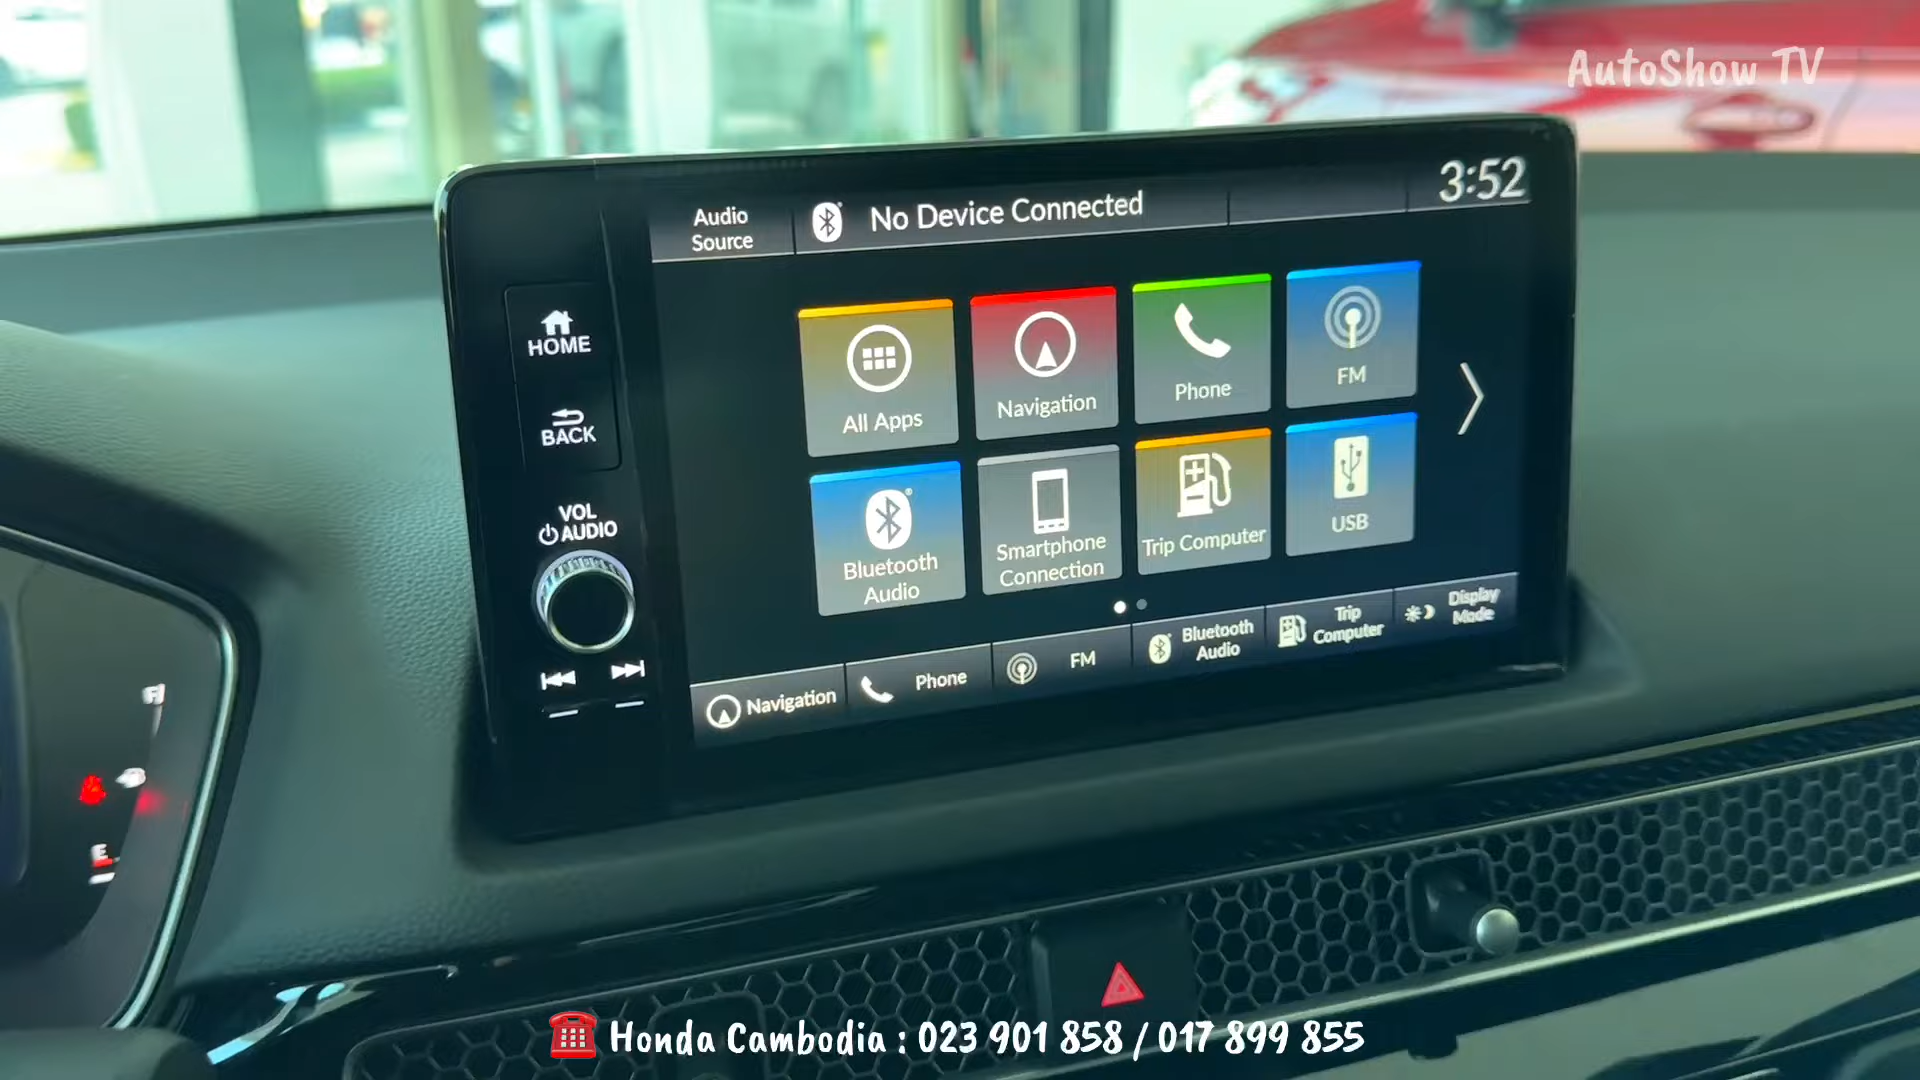 AutoShow TV
Audio
Source
No Device Connected
3:52
HOME
BACK
VOL
AUDIO
All Apps
Navigation
Phone
FM
Bluetooth
Audio
Smartphone
Connection
Trip Computer
USB
Navigation
Phone
FM
Bluetooth
Audio
Trip
Computer
Display
Mode
F
E
Honda Cambodia : 023 901 858 / 017 899 855